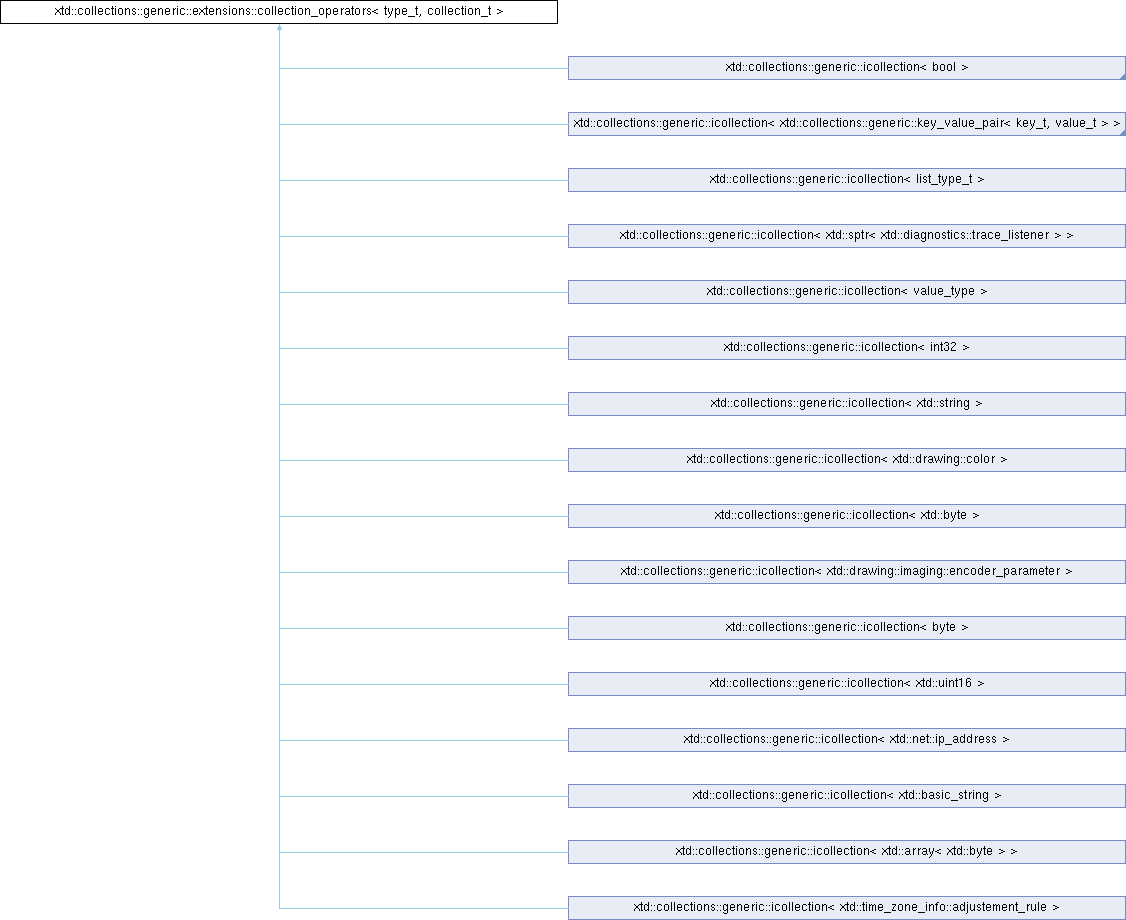 xtd::collections::generic::extensions::collection_operators< type_t, collection_t >
xtd::collections::generic::icollection< bool >
xtd::collections::generic::icollection< xtd::collections::generic::key_value_pair< key_t, value_t > >
xtd::collections::generic::icollection< list_type_t >
xtd::collections::generic::icollection< xtd::sptr< xtd::diagnostics::trace_listener > >
xtd::collections::generic::icollection< value_type >
xtd::collections::generic::icollection< int32 >
xtd::collections::generic::icollection< xtd::string >
xtd::collections::generic::icollection< xtd::drawing::color >
xtd::collections::generic::icollection< xtd::byte >
xtd::collections::generic::icollection< xtd::drawing::imaging::encoder_parameter >
xtd::collections::generic::icollection< byte >
xtd::collections::generic::icollection< xtd::uint16 >
xtd::collections::generic::icollection< xtd::net::ip_address >
xtd::collections::generic::icollection< xtd::basic_string >
xtd::collections::generic::icollection< xtd::array< xtd::byte > >
xtd::collections::generic::icollection< xtd::time_zone_info::adjustement_rule >